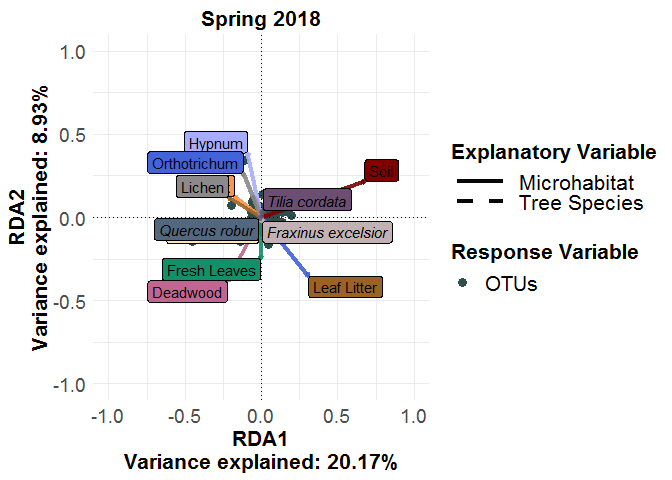 Spring 2018
1.0
0.5
0.0
-0.5
-1.0
RDA2
Variance explained: 8.93%
Hypnum
Orthotrichum
Lichen
Soil
Tilia cordata
Quercus robur
Fraxinus excelsior
Fresh Leaves
Deadwood
Leaf Litter
-1.0
-0.5
0.0
0.5
1.0
RDA1
Variance explained: 20.17%
Explanatory Variable
Microhabitat
Tree Species
Response Variable
OTUs